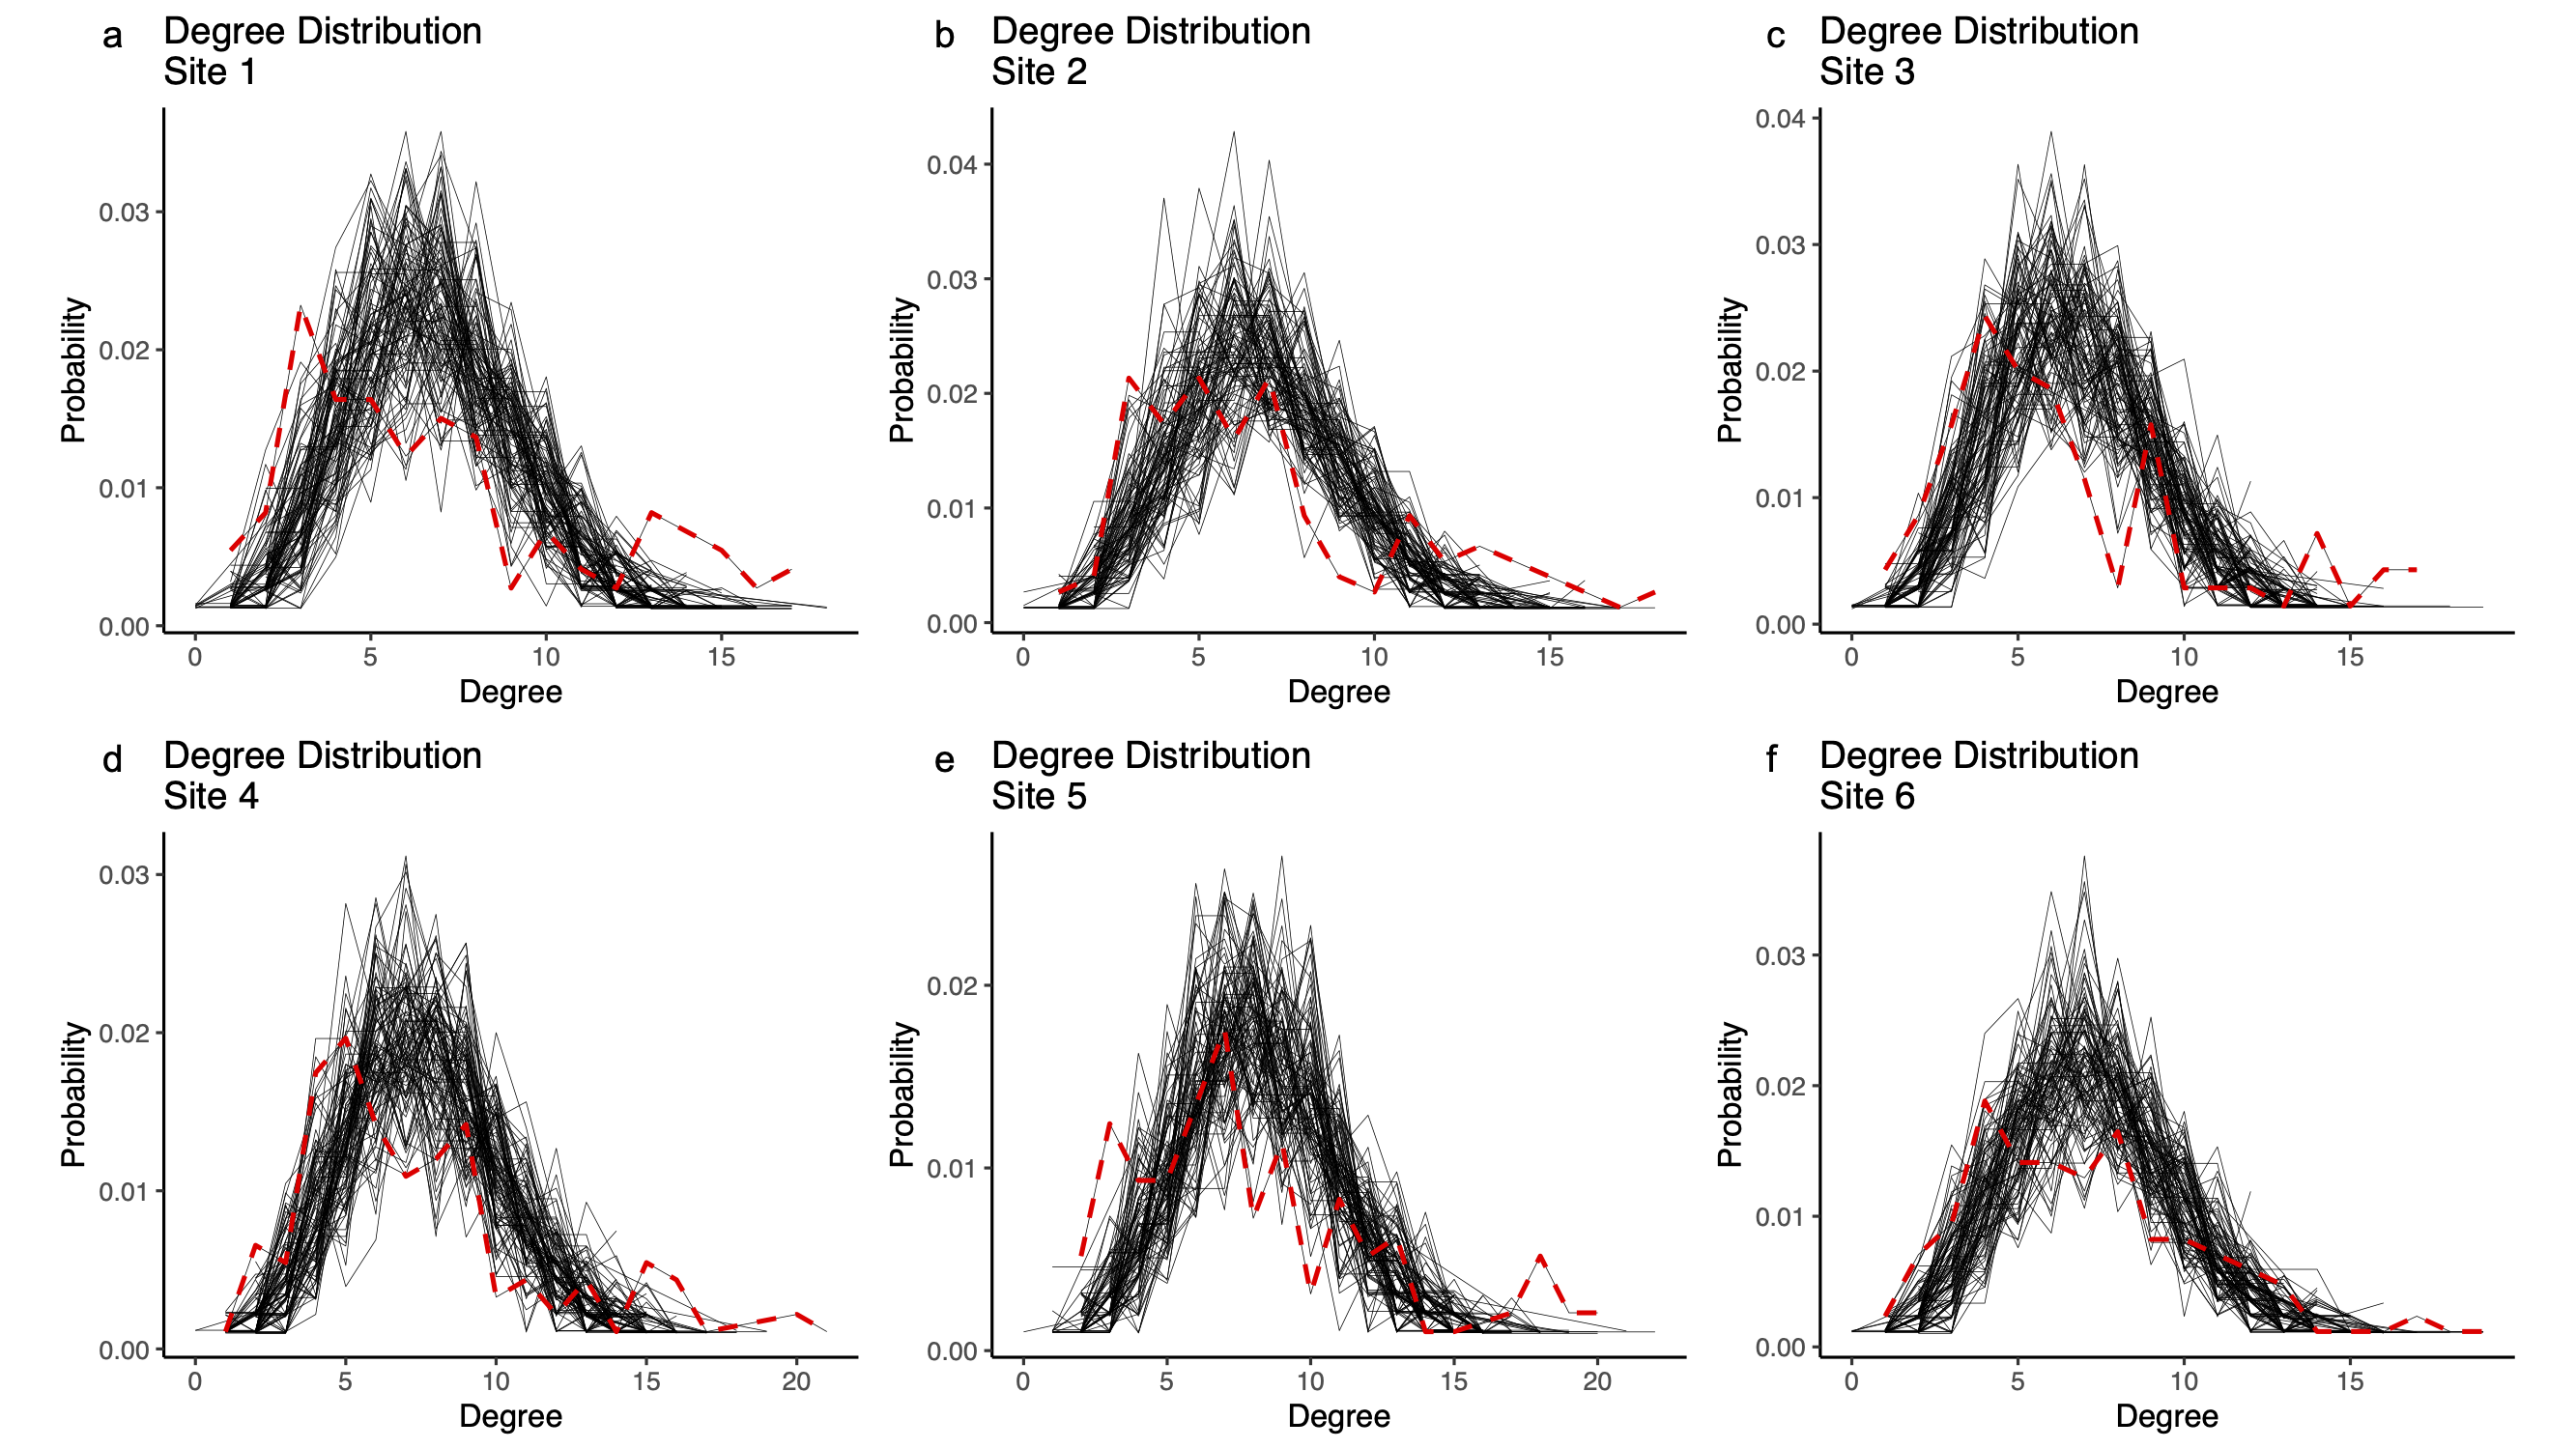 a Degree Distribution
Site 1
0.03
0.02
0.01
0.00
Probability
0 5 10 15
Degree
b Degree Distribution
Site 2
0.04
0.03
0.02
0.01
0.00
Probability
0 5 10 15
Degree
c Degree Distribution
Site 3
0.04
0.03
0.02
0.01
0.00
Probability
0 5 10 15
Degree
d Degree Distribution
Site 4
0.03
0.02
0.01
0.00
Probability
0 5 10 15 20
Degree
e Degree Distribution
Site 5
0.02
0.01
0.00
Probability
0 5 10 15 20
Degree
f Degree Distribution
Site 6
0.03
0.02
0.01
0.00
Probability
0 5 10 15
Degree